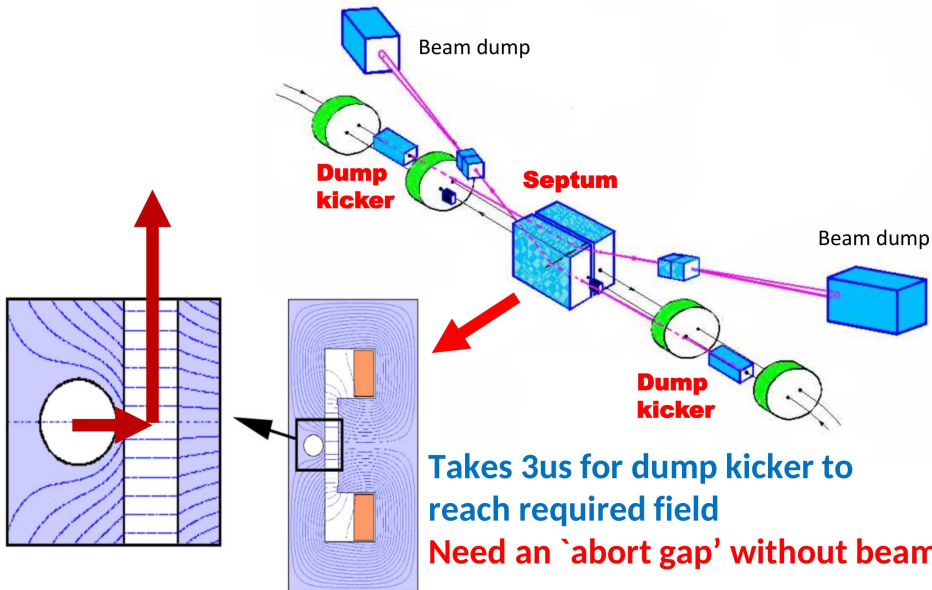 Beam dump
Dump
kicker
Septum
Beam dump
Dump
kicker
Takes 3us for dump kicker to
reach required field
Need an `abort gap’ without beam